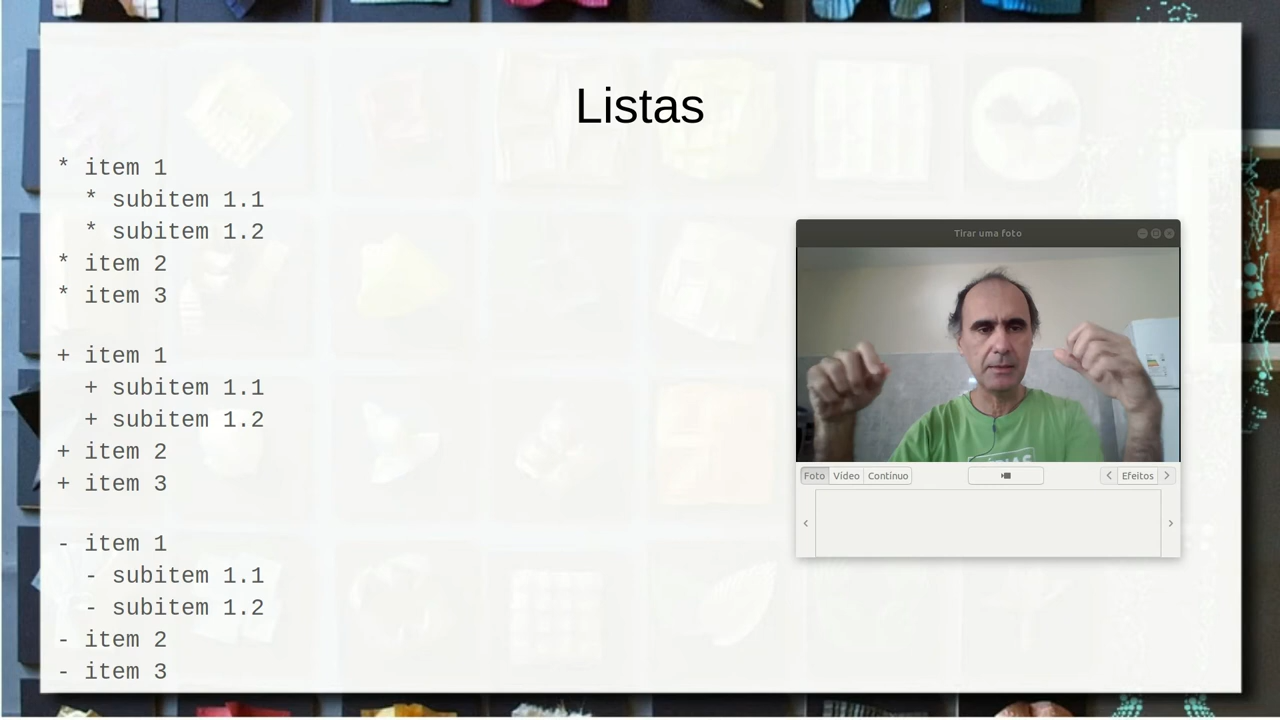 Listas
* item 1
  * subitem 1.1
  * subitem 1.2
* item 2
* item 3
+ item 1
  + subitem 1.1
  + subitem 1.2
+ item 2
+ item 3
- item 1
  - subitem 1.1
  - subitem 1.2
- item 2
- item 3
Tirar uma foto
Foto Vídeo Contínuo
Efeitos